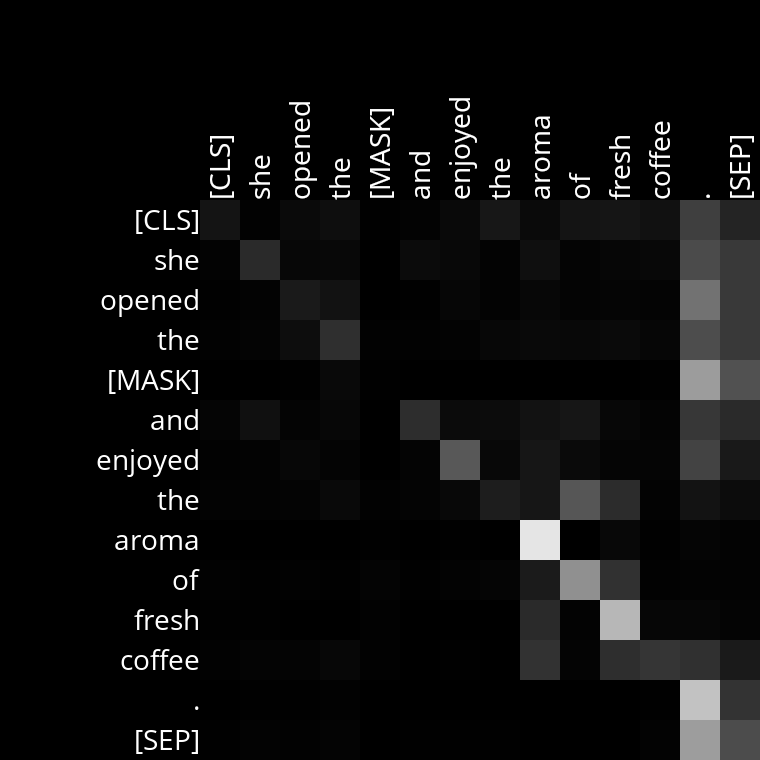 [CLS] she opened the [MASK] and enjoyed the aroma of fresh coffee . [SEP]
[CLS]
she
opened
the
[MASK]
and
enjoyed
the
aroma
of
fresh
coffee
.
[SEP]